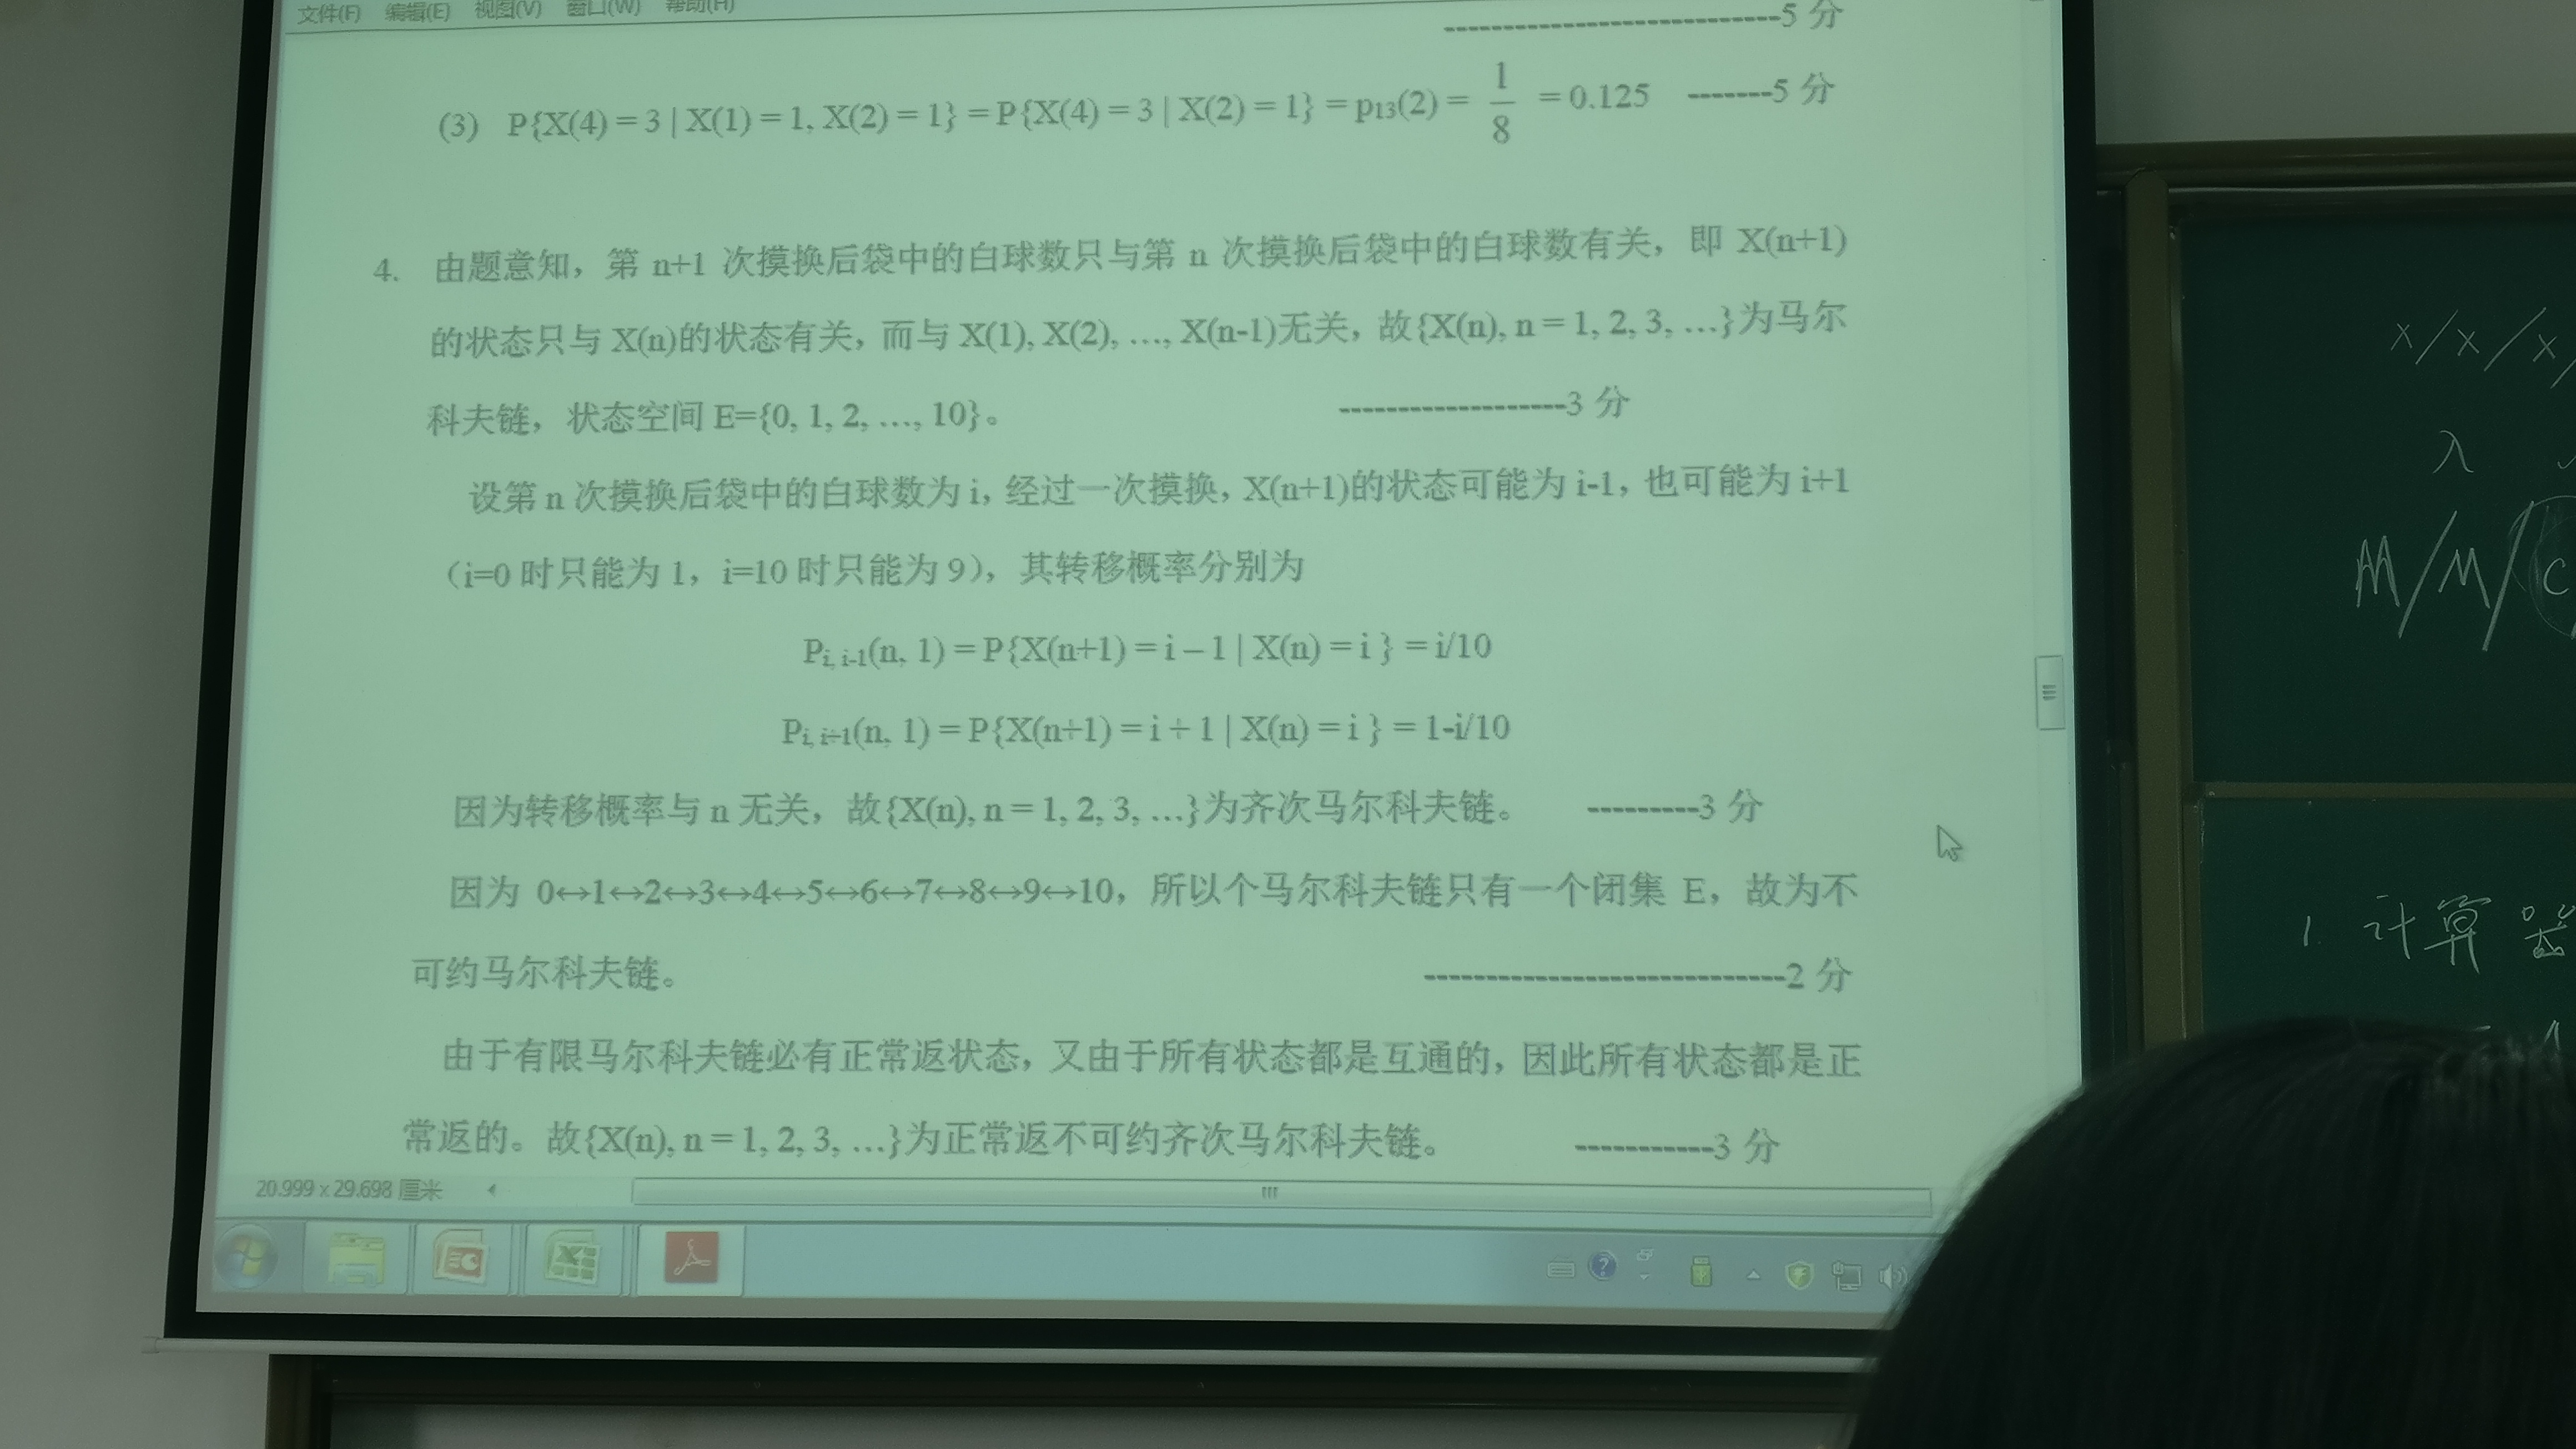 文件(F) 编辑(E) 视图(V) 窗口(W) 帮助(H)
---------------------------5 分
(3) P{X(4) = 3 | X(1) = 1, X(2) = 1} = P{X(4) = 3 | X(2) = 1} = p13(2) = 1/8 = 0.125 -------5 分
4. 由题意知，第 n+1 次摸换后袋中的白球数只与第 n 次摸换后袋中的白球数有关，即 X(n+1)
的状态只与 X(n)的状态有关，而与 X(1), X(2), …, X(n-1)无关，故{X(n), n = 1, 2, 3, …}为马尔
科夫链，状态空间 E={0, 1, 2, …, 10}。 -------------------3 分
设第 n 次摸换后袋中的白球数为 i，经过一次摸换，X(n+1)的状态可能为 i-1，也可能为 i+1
（i=0 时只能为 1，i=10 时只能为 9），其转移概率分别为
Pi, i-1(n, 1) = P{X(n+1) = i – 1 | X(n) = i } = i/10
Pi, i+1(n, 1) = P{X(n+1) = i + 1 | X(n) = i } = 1-i/10
因为转移概率与 n 无关，故{X(n), n = 1, 2, 3, …}为齐次马尔科夫链。 ---------3 分
因为 0↔1↔2↔3↔4↔5↔6↔7↔8↔9↔10，所以个马尔科夫链只有一个闭集 E，故为不
可约马尔科夫链。 -----------------------------2 分
由于有限马尔科夫链必有正常返状态，又由于所有状态都是互通的，因此所有状态都是正
常返的。故{X(n), n = 1, 2, 3, …}为正常返不可约齐次马尔科夫链。 -----------3 分
20.999 x 29.698 厘米
X/X/X/
λ
M/M/C
1. 计算器